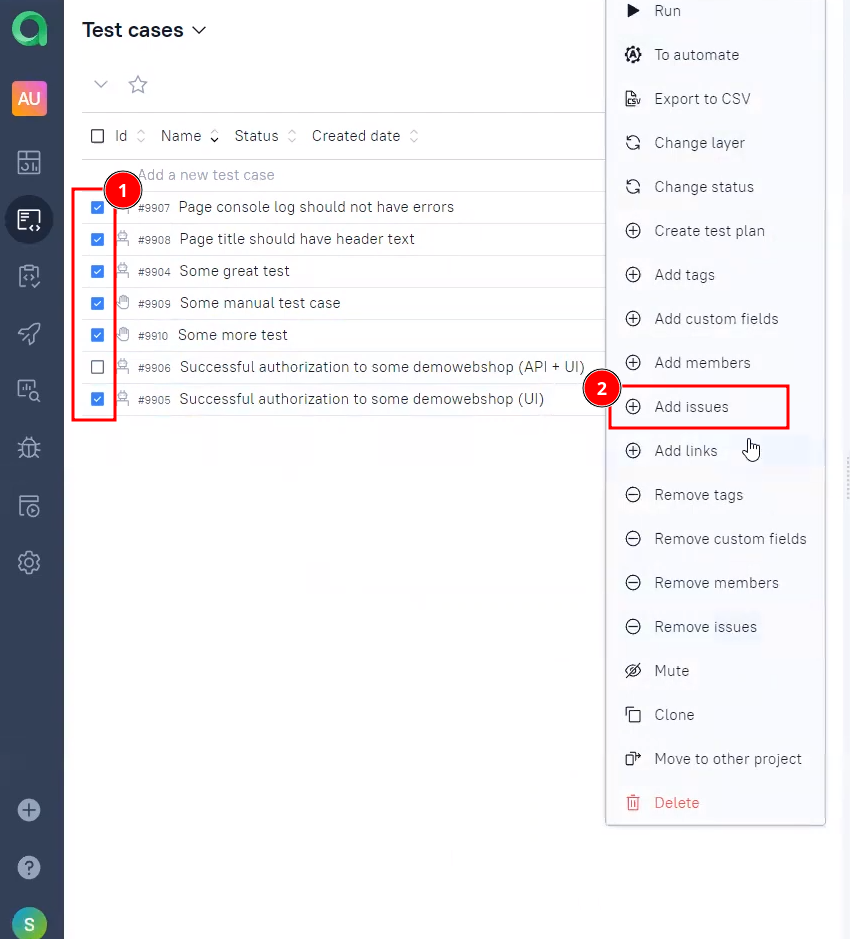 AU
Test cases
Id Name Status Created date
Add a new test case
1
#9907 Page console log should not have errors
#9908 Page title should have header text
#9904 Some great test
#9909 Some manual test case
#9910 Some more test
#9906 Successful authorization to some demowebshop (API + UI)
#9905 Successful authorization to some demowebshop (UI)
Run
To automate
CSV Export to CSV
Change layer
Change status
Create test plan
Add tags
Add custom fields
Add members
2
Add issues
Add links
Remove tags
Remove custom fields
Remove members
Remove issues
Mute
Clone
Move to other project
Delete
?
S